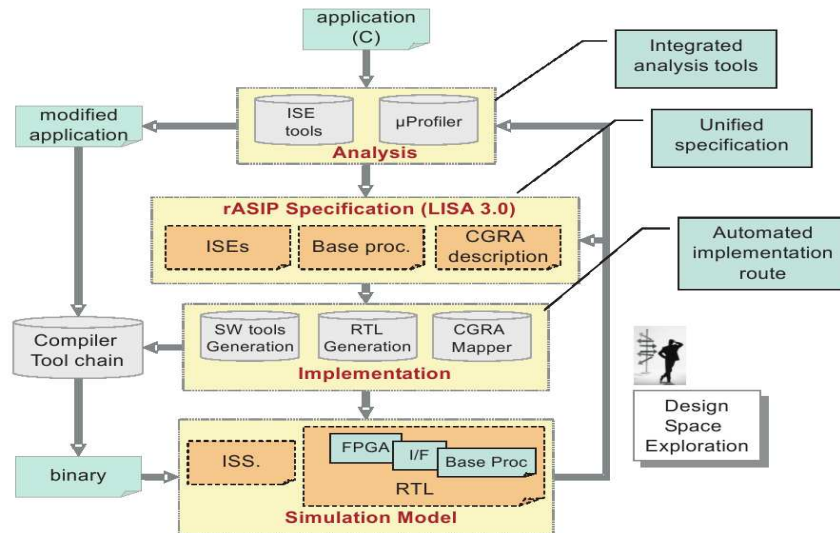 application
(C)
Integrated
analysis tools
modified
application
ISE
tools
µProfiler
Analysis
Unified
specification
rASIP Specification (LISA 3.0)
ISEs
Base proc.
CGRA
description
Automated
implementation
route
Compiler
Tool chain
SW tools
Generation
RTL
Generation
CGRA
Mapper
Implementation
Design
Space
Exploration
binary
ISS.
FPGA
I/F
Base Proc
RTL
Simulation Model